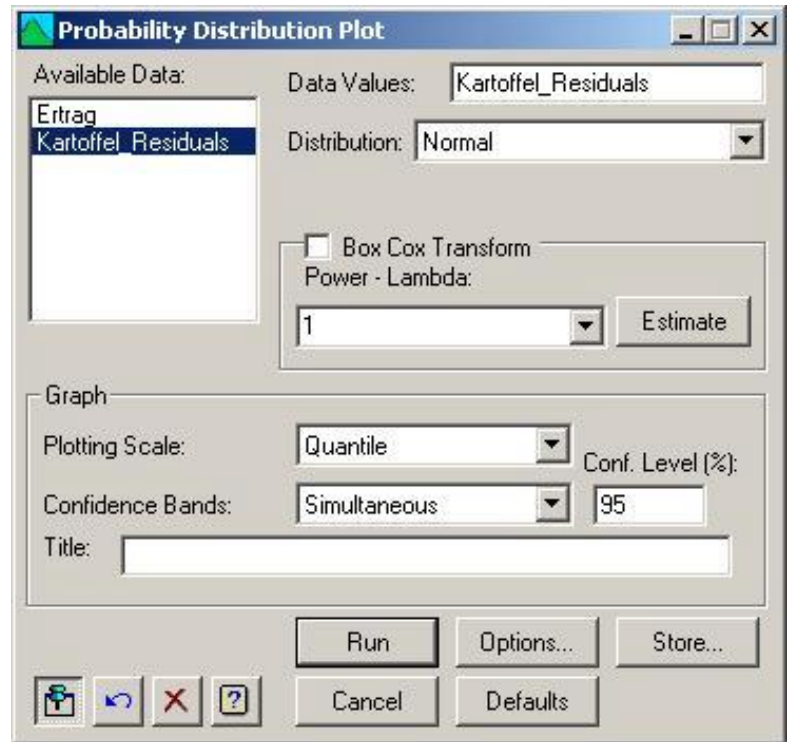 Probability Distribution Plot
Available Data:
Ertrag
Kartoffel_Residuals
Data Values: Kartoffel_Residuals
Distribution: Normal
Box Cox Transform
Power - Lambda:
1
Estimate
Graph
Plotting Scale: Quantile
Conf. Level (%):
Confidence Bands: Simultaneous 95
Title:
Run Options... Store...
Cancel Defaults